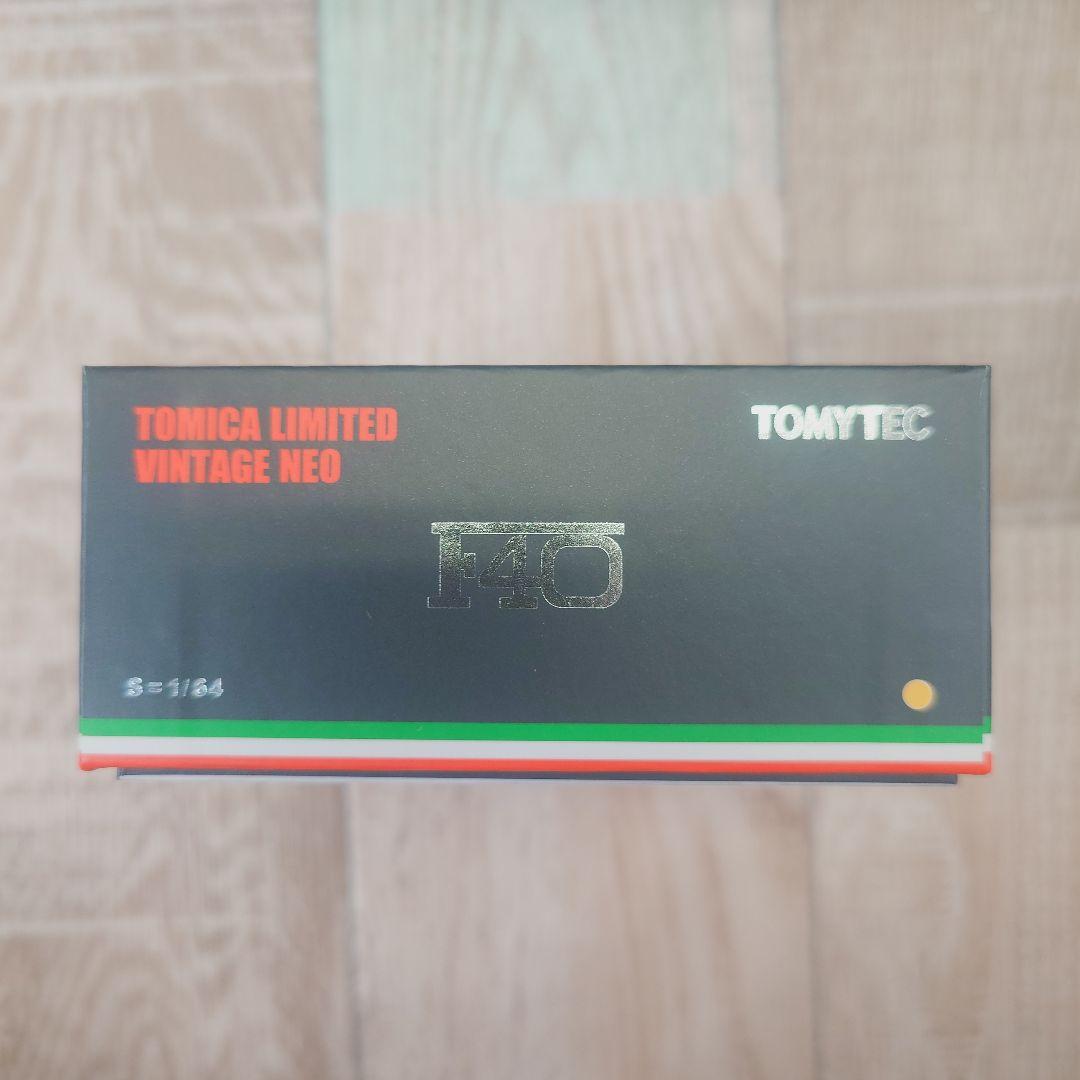 TOMICA LIMITED
VINTAGE NEO
TOMYTEC
F40
S=1/64